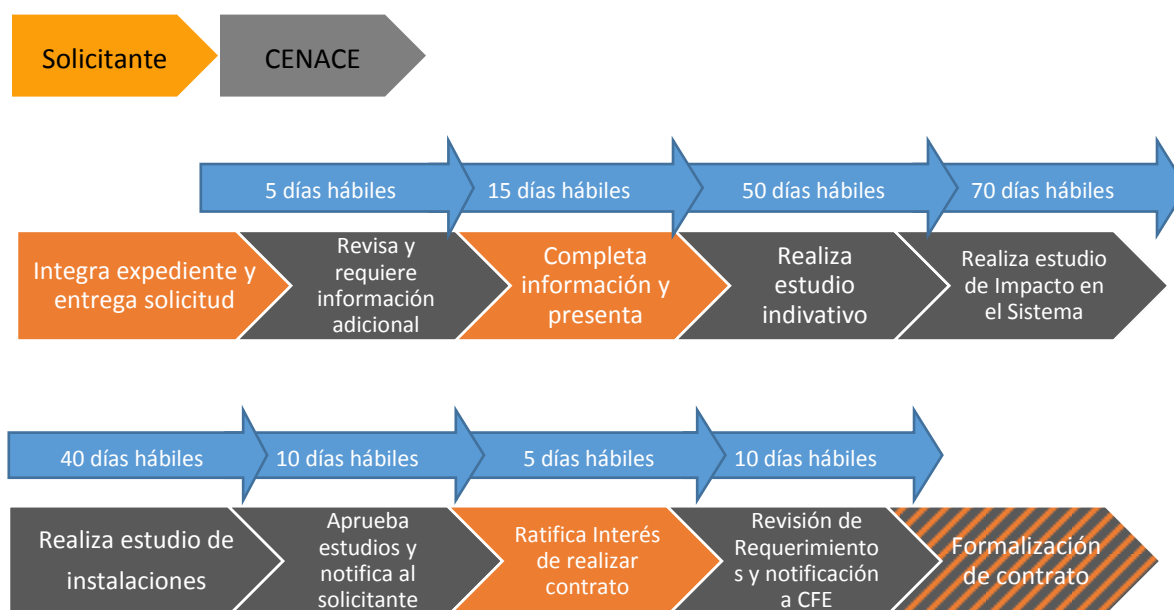 Solicitante
CENACE
5 días hábiles
15 días hábiles
50 días hábiles
70 días hábiles
Integra expediente y
entrega solicitud
Revisa y
requiere
información
adicional
Completa
información y
presenta
Realiza
estudio
indivativo
Realiza estudio
de Impacto en
el Sistema
40 días hábiles
10 días hábiles
5 días hábiles
10 días hábiles
Realiza estudio de
instalaciones
Aprueba
estudios y
notifica al
solicitante
Ratifica Interés
de realizar
contrato
Revisión de
Requerimiento
s y notificación
a CFE
Formalización
de contrato